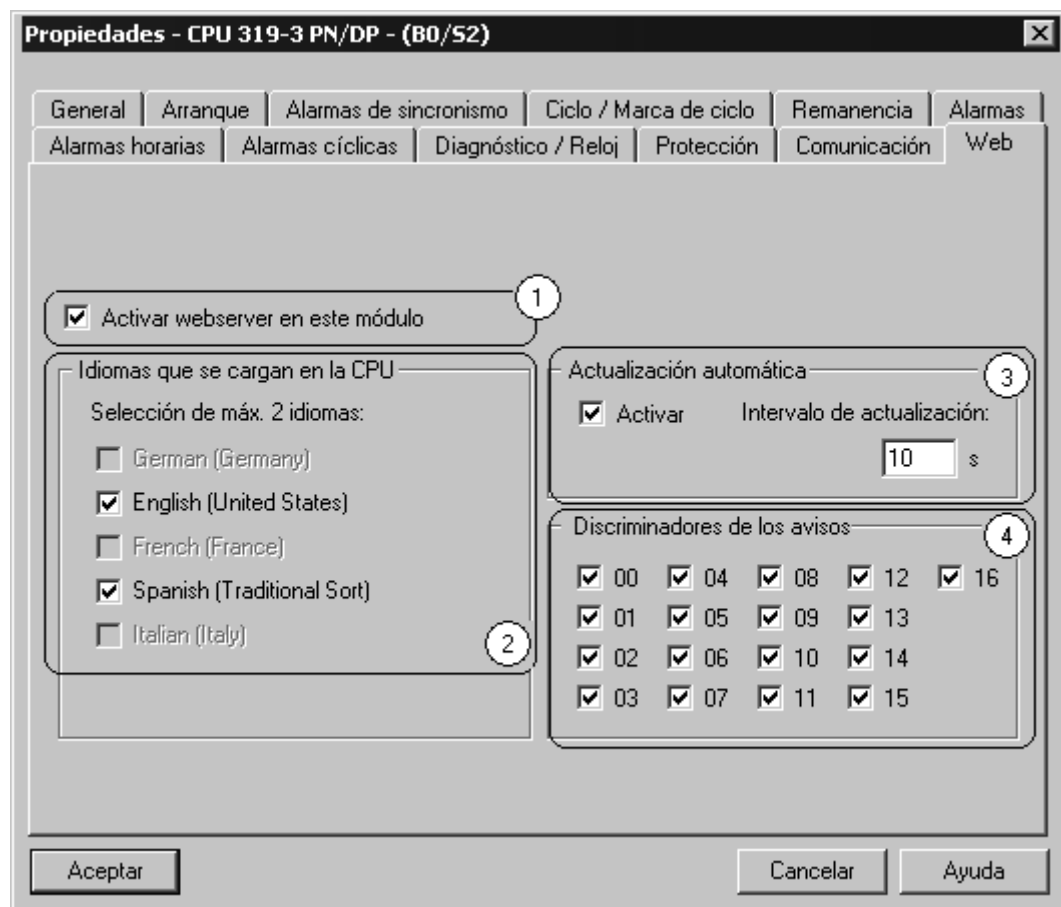 Propiedades - CPU 319-3 PN/DP - (B0/S2)
General Arranque Alarmas de sincronismo Ciclo / Marca de ciclo Remanencia Alarmas
Alarmas horarias Alarmas cíclicas Diagnóstico / Reloj Protección Comunicación Web
1
Activar webserver en este módulo
Idiomas que se cargan en la CPU
Selección de máx. 2 idiomas:
German (Germany)
English (United States)
French (France)
Spanish (Traditional Sort)
Italian (Italy)
2
Actualización automática
3
Activar Intervalo de actualización:
10 s
Discriminadores de los avisos
4
00 04 08 12 16
01 05 09 13
02 06 10 14
03 07 11 15
Aceptar Cancelar Ayuda